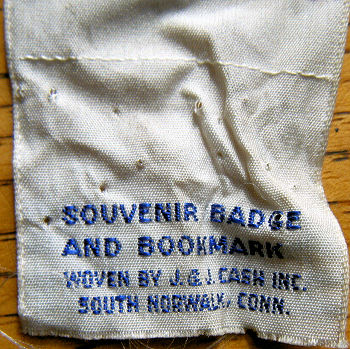 SOUVENIR BADGE
AND BOOKMARK
WOVEN BY J. & J. CASH INC.
SOUTH NORWALK, CONN.